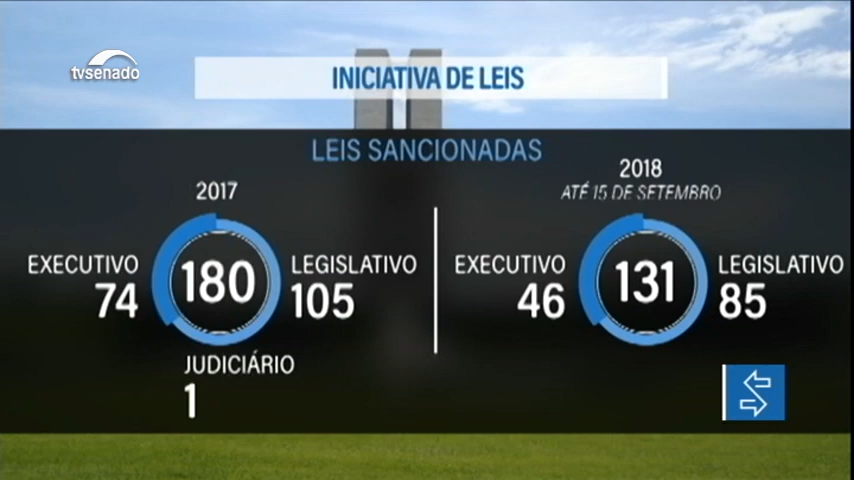 tvsenado
INICIATIVA DE LEIS
LEIS SANCIONADAS
2017
EXECUTIVO
74
180
LEGISLATIVO
105
JUDICIÁRIO
1
2018
ATÉ 15 DE SETEMBRO
EXECUTIVO
46
131
LEGISLATIVO
85